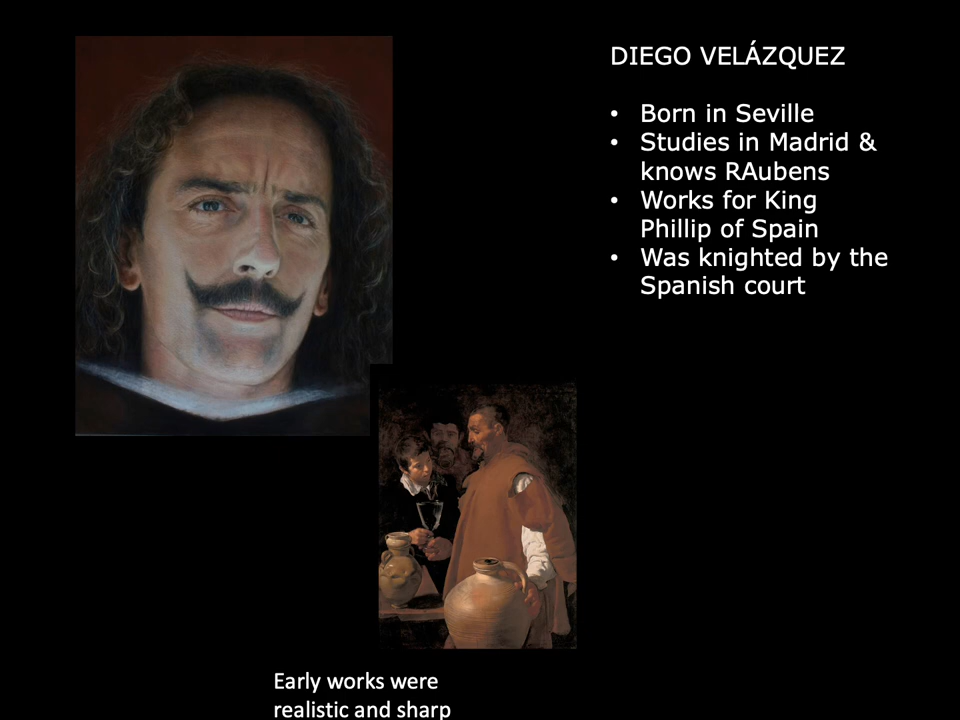 DIEGO VELÁZQUEZ
• Born in Seville
• Studies in Madrid &
knows RAubens
• Works for King
Phillip of Spain
• Was knighted by the
Spanish court
Early works were
realistic and sharp